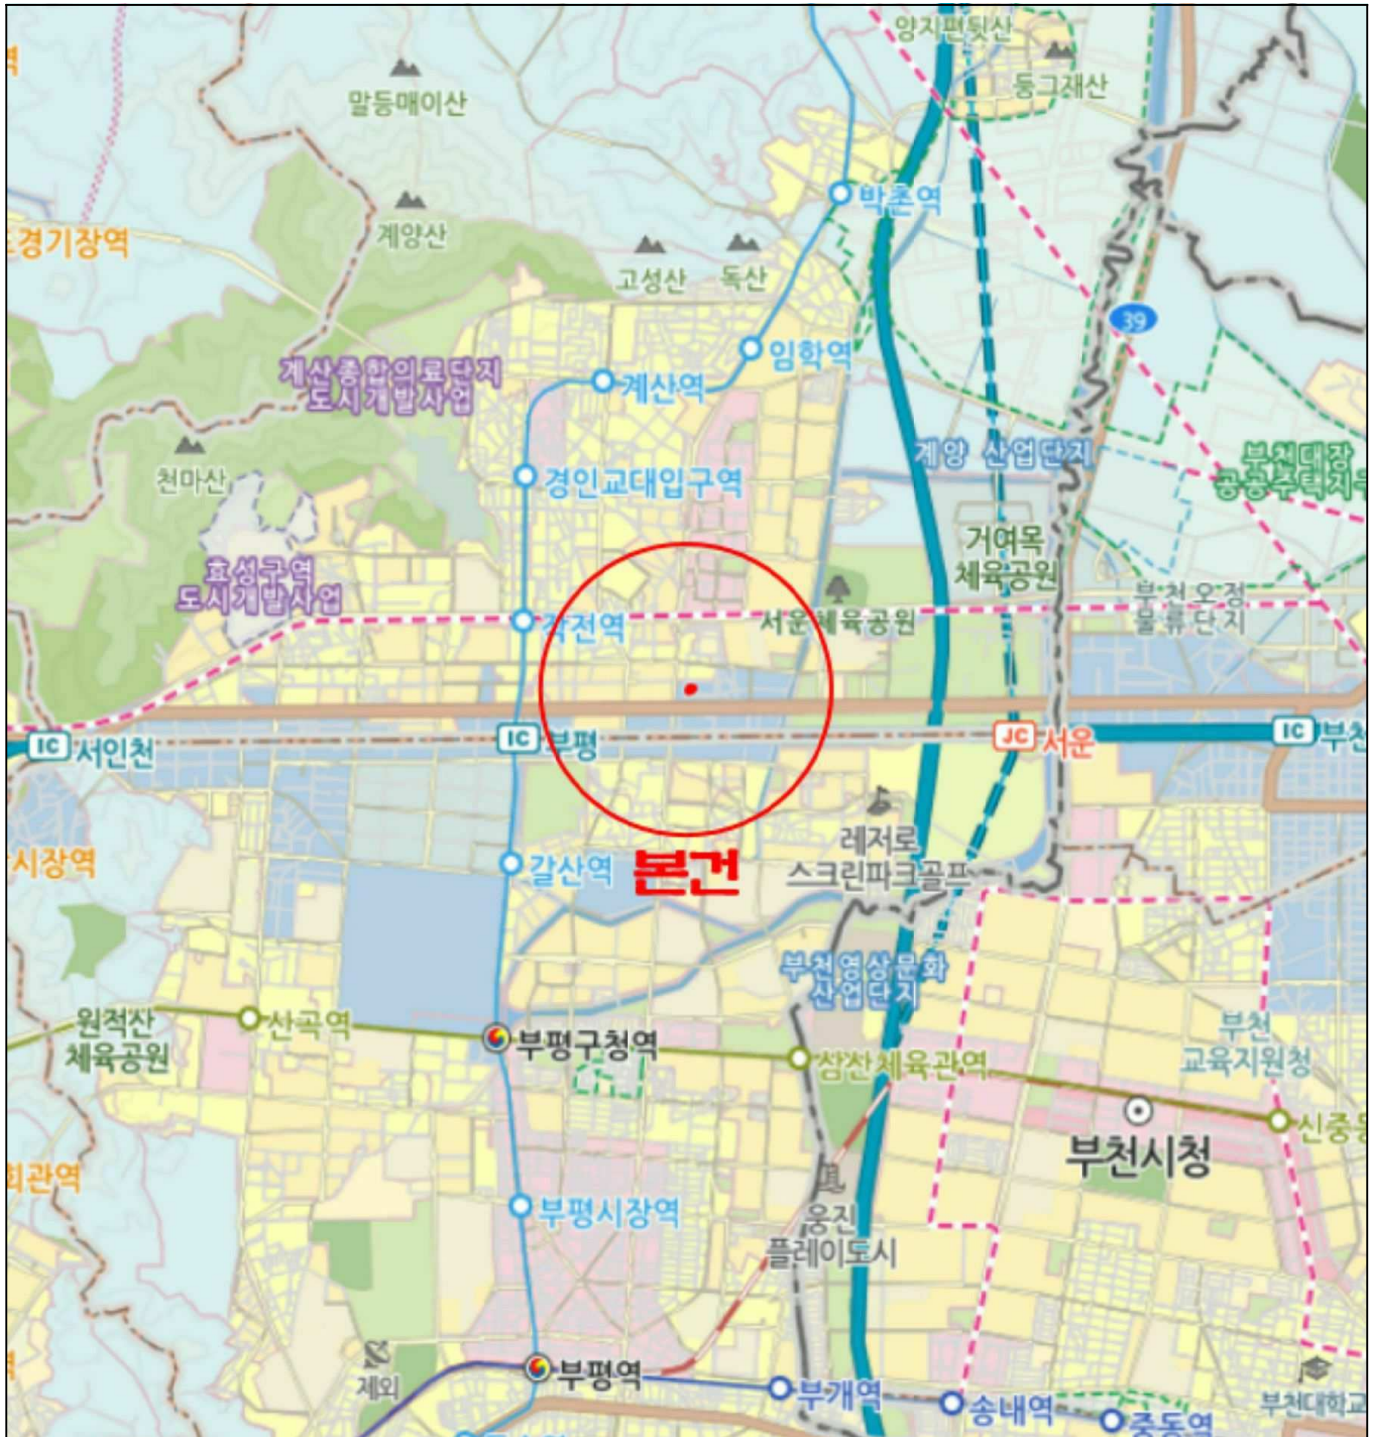 양지편뒷산
둥그재산
말등매이산
박촌역
계양산
경기장역
고성산
독산
39
임학역
계산종합의료단지
도시개발사업
계산역
계양 산업단지
부천대장
공공주택지구
천마산
경인교대입구역
거여목
체육공원
효성구역
도시개발사업
부천오정
물류단지
작전역
서운체육공원
IC 서인천
IC 부평
JC 서운
IC 부천
레저로
스크린파크골프
시장역
갈산역
본건
부천영상문화
산업단지
원적산
체육공원
산곡역
부평구청역
삼산체육관역
부천
교육지원청
신중동
부천시청
회관역
부평시장역
웅진
플레이도시
제외
부평역
부개역
송내역
중동역
부천대학교